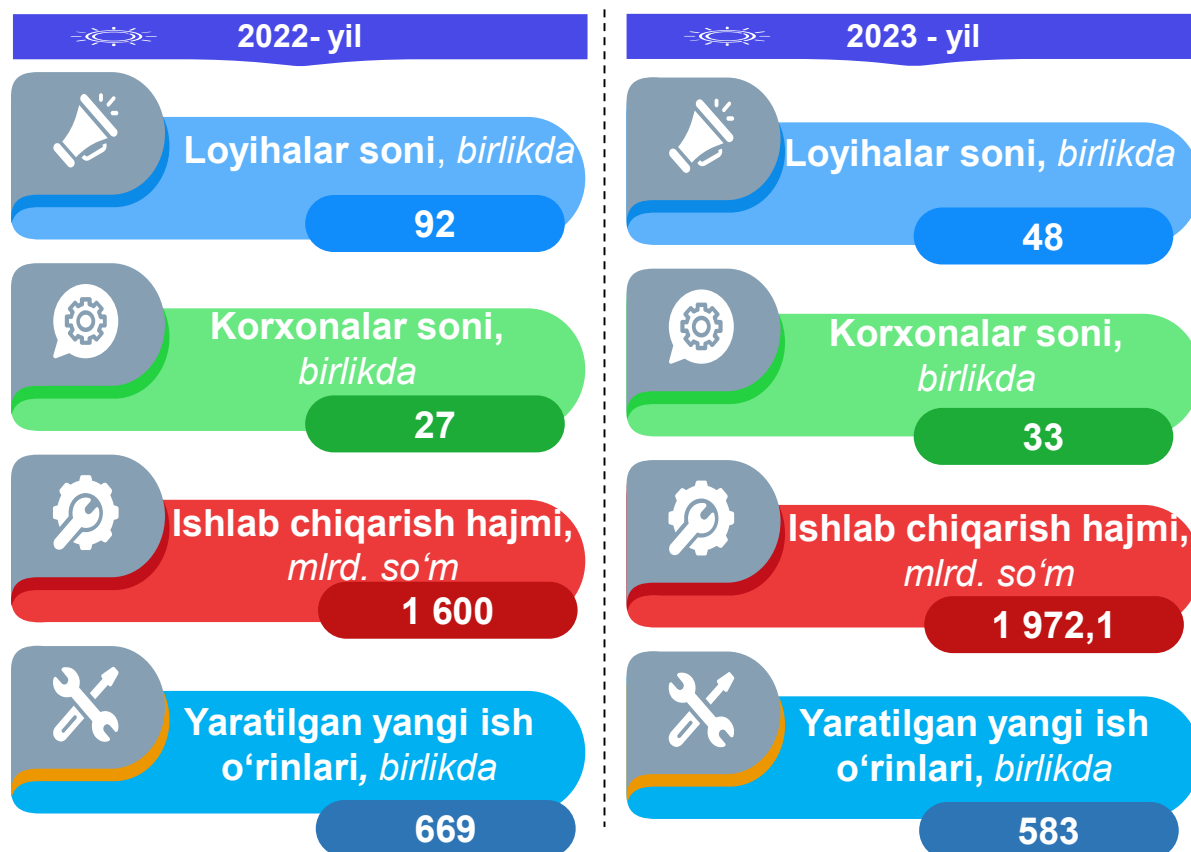 2022- yil
Loyihalar soni, birlikda
92
Korxonalar soni,
birlikda
27
Ishlab chiqarish hajmi,
mlrd. so‘m
1 600
Yaratilgan yangi ish
o‘rinlari, birlikda
669
2023 - yil
Loyihalar soni, birlikda
48
Korxonalar soni,
birlikda
33
Ishlab chiqarish hajmi,
mlrd. so‘m
1 972,1
Yaratilgan yangi ish
o‘rinlari, birlikda
583